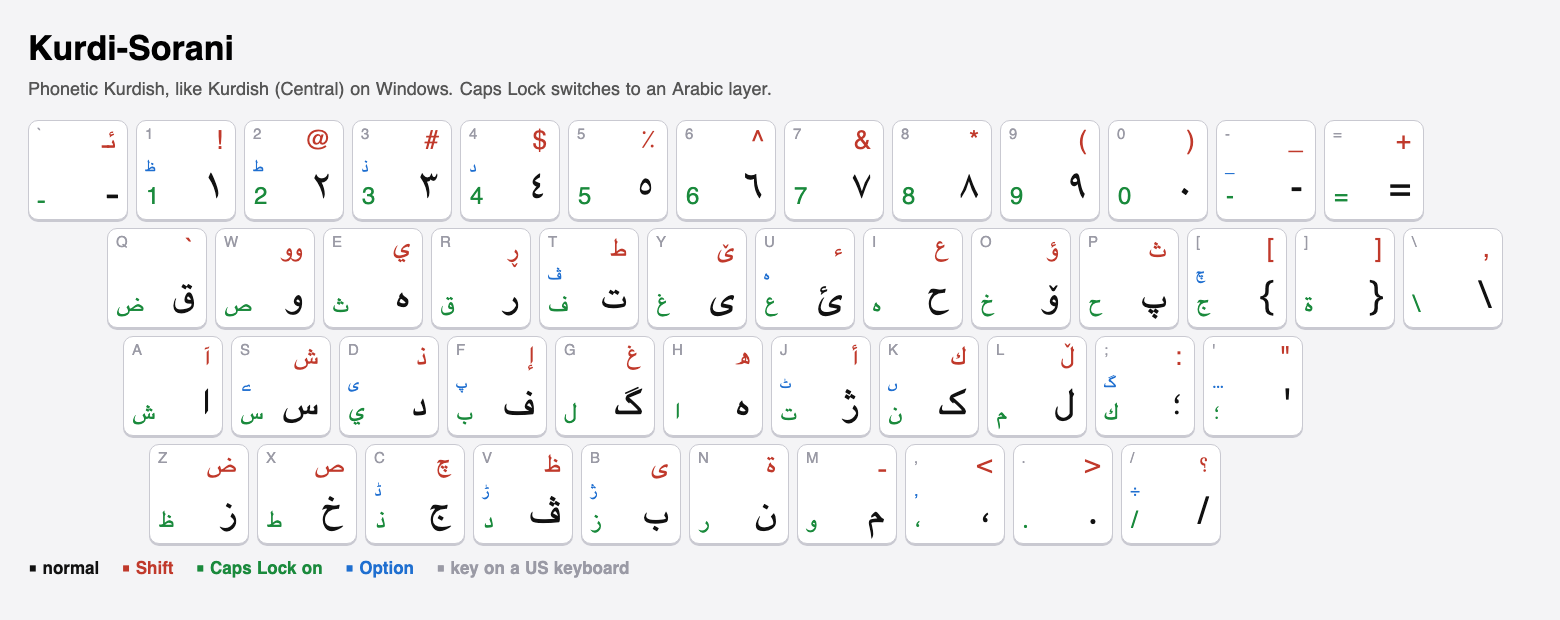 Kurdi-Sorani
Phonetic Kurdish, like Kurdish (Central) on Windows. Caps Lock switches to an Arabic layer.
` ئـ - - 1 ! ظ 1 ١ 2 @ ط 2 ٢ 3 # ذ 3 ٣ 4 $ د 4 ٤ 5 ٪ 5 ٥ 6 ^ 6 ٦ 7 & 7 ٧ 8 * 8 ٨ 9 ( 9 ٩ 0 ) 0 ٠ - _ _ - - = + = =
Q ` ض ق W وو ص و E ي ث ه R ڕ ق ر T ط ڤ ف ت Y ێ غ ی U ء ه ع ئ I ع ه ح O ؤ خ ۆ P ث ح پ [ [ چ ج } ] ] ة { \ , \ \
A آ ش ا S ش ے س س D ذ ی ي د F إ پ ب ف G غ ل گ H ھ ا ه J أ ٹ ت ژ K ك ں ن ک L ڵ م ل ; : گ ك ؛ ' " ... ؛ '
Z ض ظ ز X ص ط خ C چ ڈ ذ ج V ظ ڑ د ڤ B ى ژ ز ب N ة ر ن M ـ و م , < , ، ، . > . . / ؟ ÷ / /
normal Shift Caps Lock on Option key on a US keyboard